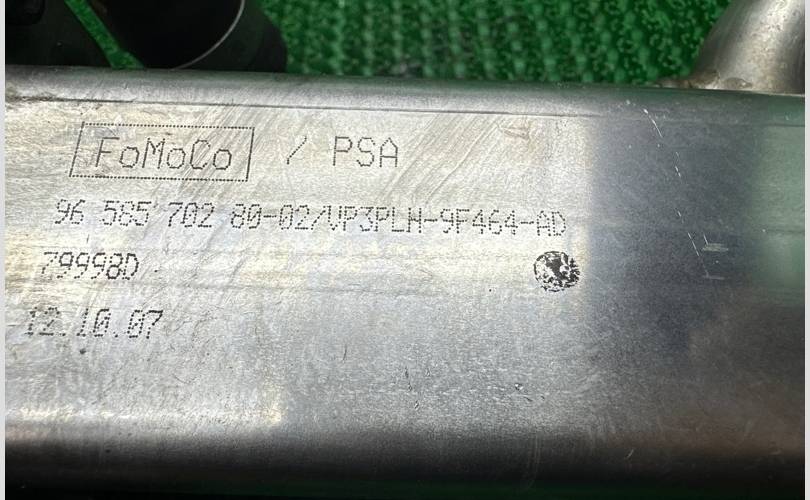 FoMoCo / PSA
96 585 702 80-02/VP3PLH-9F464-AD
79998D
12.10.07